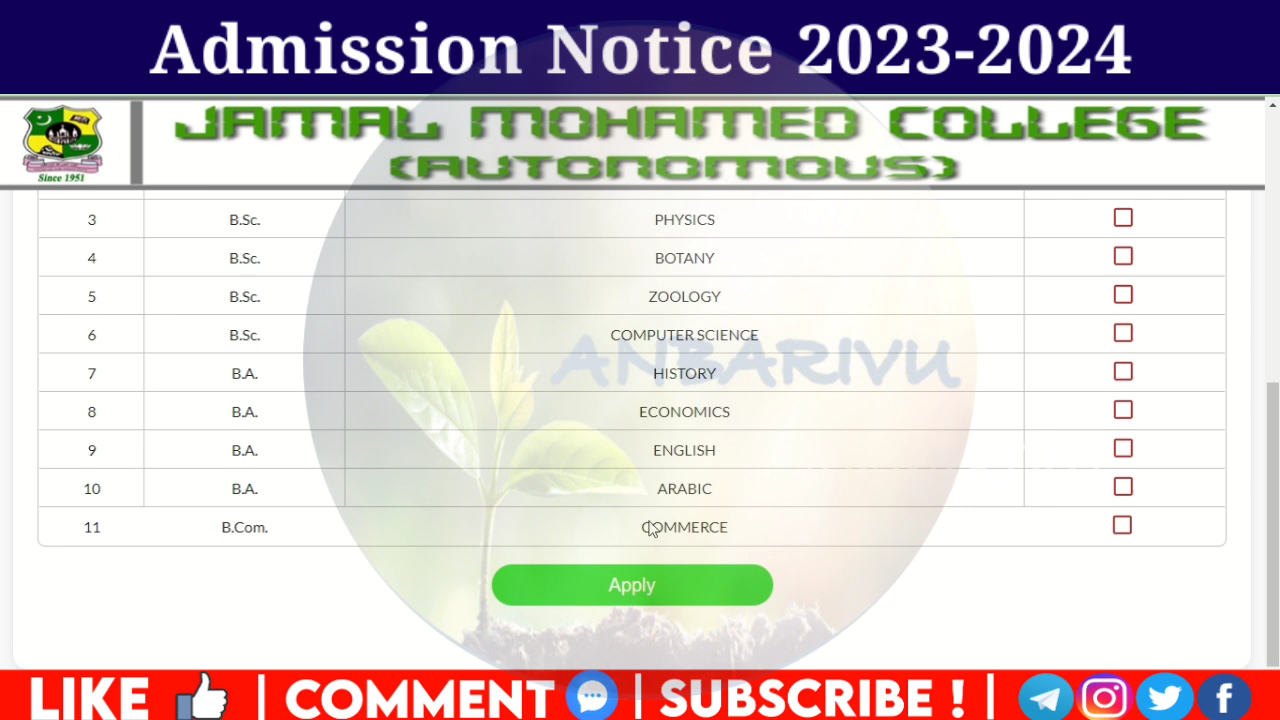 Admission Notice 2023-2024
JAMAL MOHAMED COLLEGE
(AUTONOMOUS)
Since 1951
3 B.Sc. PHYSICS
4 B.Sc. BOTANY
5 B.Sc. ZOOLOGY
6 B.Sc. COMPUTER SCIENCE
ANBARIVU
7 B.A. HISTORY
8 B.A. ECONOMICS
9 B.A. ENGLISH
10 B.A. ARABIC
11 B.Com. COMMERCE
Apply
LIKE | COMMENT | SUBSCRIBE ! |